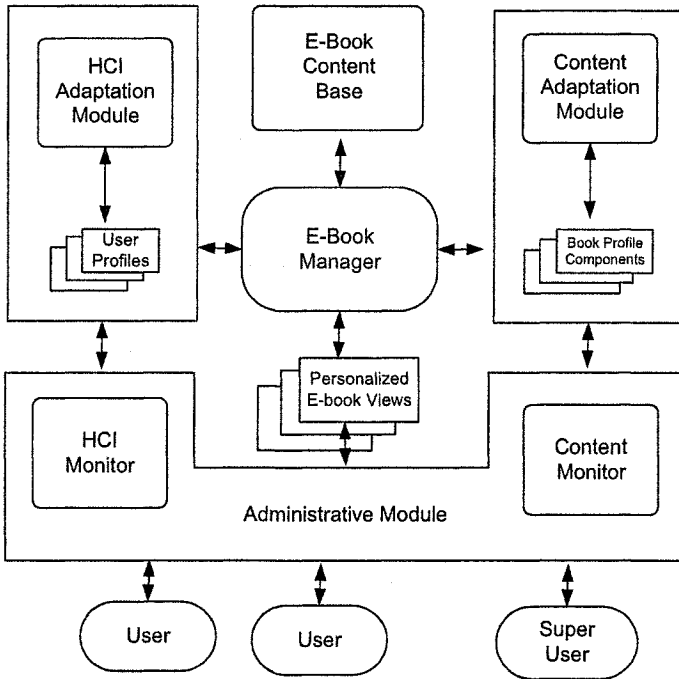 HCI
Adaptation
Module
E-Book
Content
Base
Content
Adaptation
Module
User
Profiles
E-Book
Manager
Book Profile
Components
Personalized
E-book Views
HCI
Monitor
Content
Monitor
Administrative Module
User
User
Super
User